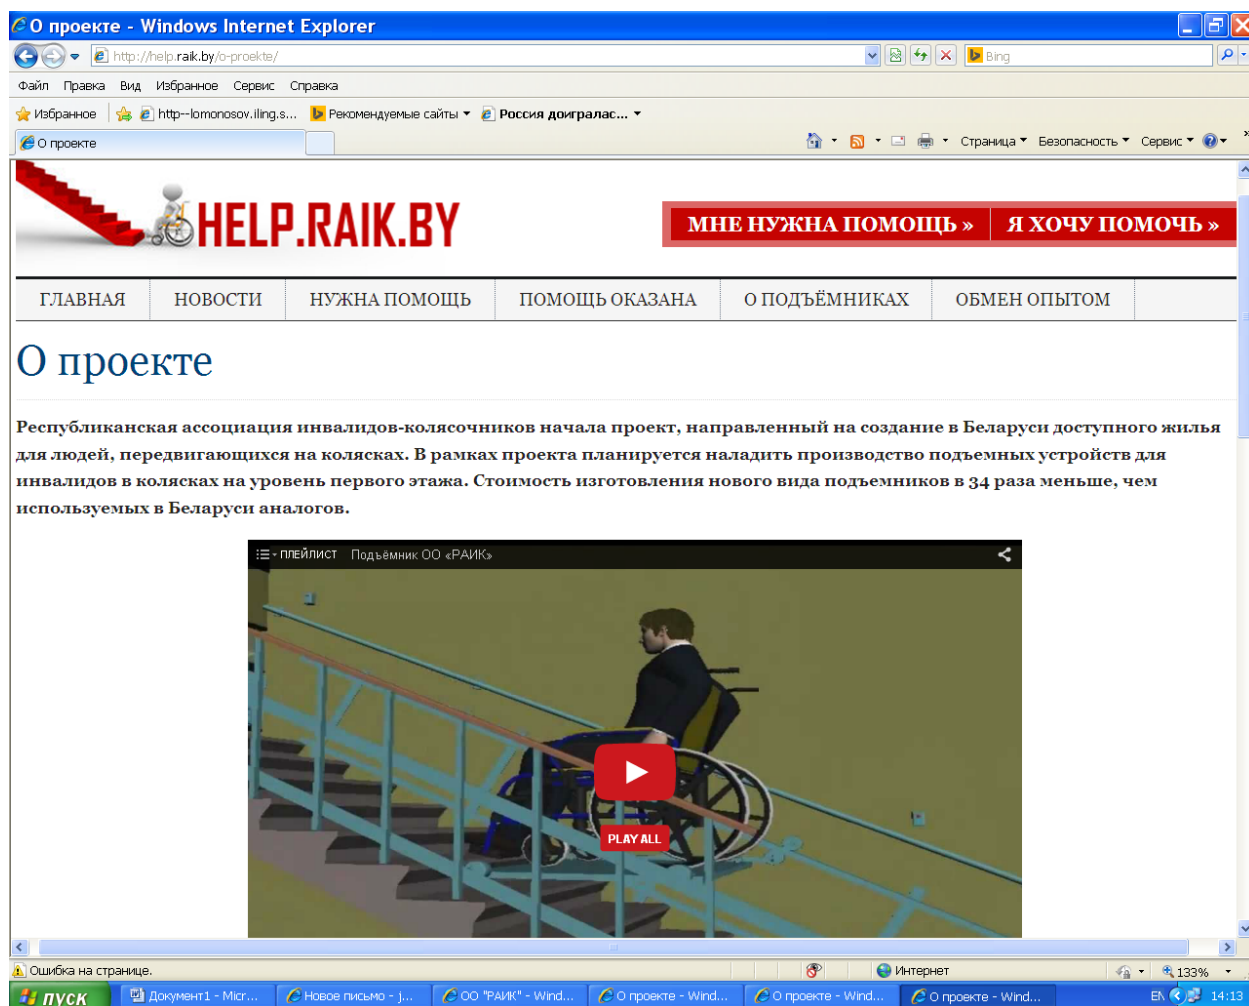 О проекте - Windows Internet Explorer
http://help.raik.by/o-proekte/
Bing
Файл Правка Вид Избранное Сервис Справка
Избранное http--lomonosov.iling.s... Рекомендуемые сайты Россия доигралас...
О проекте
Страница Безопасность Сервис
HELP.RAIK.BY
МНЕ НУЖНА ПОМОЩЬ » Я ХОЧУ ПОМОЧЬ »
ГЛАВНАЯ НОВОСТИ НУЖНА ПОМОЩЬ ПОМОЩЬ ОКАЗАНА О ПОДЪЁМНИКАХ ОБМЕН ОПЫТОМ
О проекте
Республиканская ассоциация инвалидов-колясочников начала проект, направленный на создание в Беларуси доступного жилья
для людей, передвигающихся на колясках. В рамках проекта планируется наладить производство подъемных устройств для
инвалидов в колясках на уровень первого этажа. Стоимость изготовления нового вида подъемников в 34 раза меньше, чем
используемых в Беларуси аналогов.
ПЛЕЙЛИСТ Подъёмник ОО «РАИК»
PLAY ALL
Ошибка на странице. Интернет 133%
пуск Документ1 - Micr... Новое письмо - j... ОО "РАИК" - Wind... О проекте - Wind... О проекте - Wind... О проекте - Wind... EN 14:13